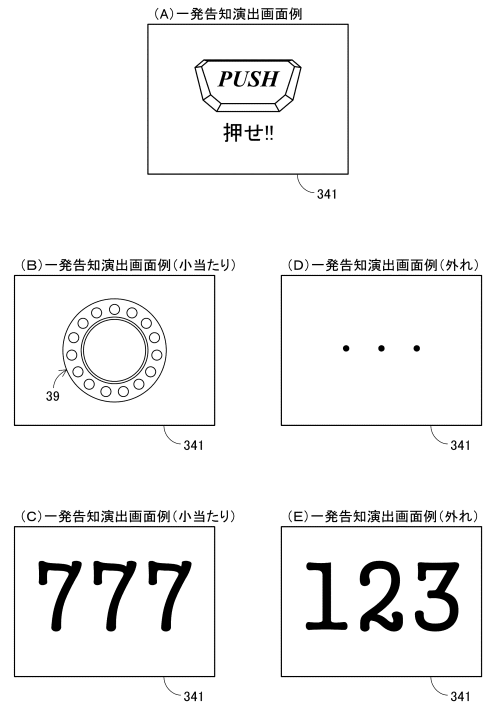 (A)一発告知演出画面例
PUSH
押せ!!
341
(B)一発告知演出画面例(小当たり)
39
341
(D)一発告知演出画面例(外れ)
• • •
341
(C)一発告知演出画面例(小当たり)
777
341
(E)一発告知演出画面例(外れ)
123
341